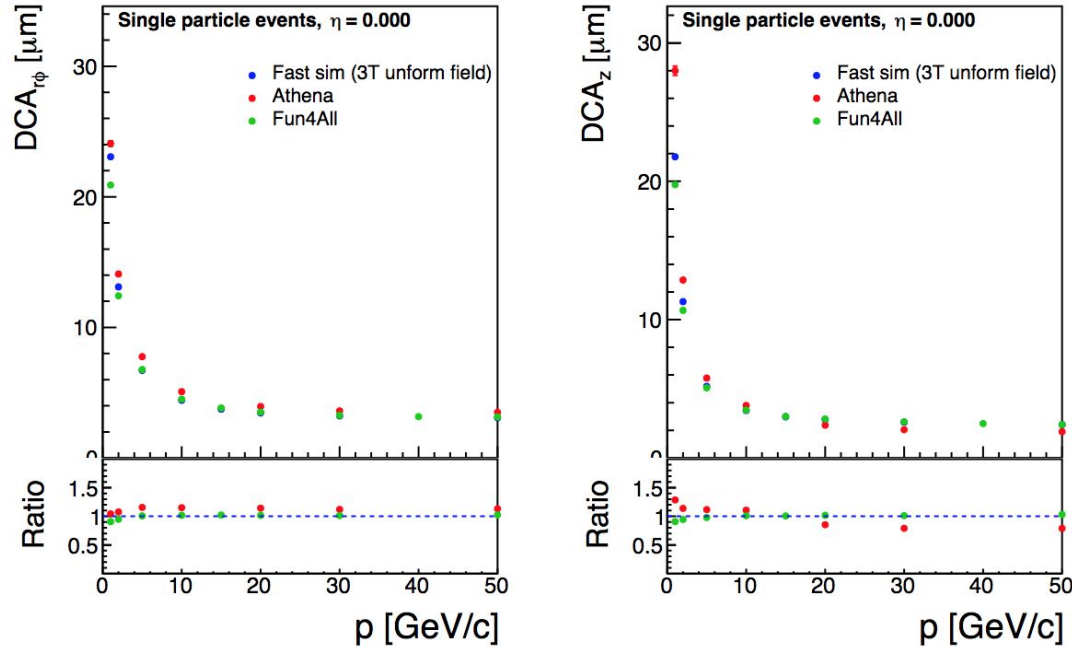 Single particle events, η = 0.000
DCA_rϕ [μm]
Fast sim (3T unform field)
Athena
Fun4All
30
20
10
0
Ratio
1.5
1
0.5
0 10 20 30 40 50
p [GeV/c]
Single particle events, η = 0.000
DCA_z [μm]
Fast sim (3T unform field)
Athena
Fun4All
30
20
10
0
Ratio
1.5
1
0.5
0 10 20 30 40 50
p [GeV/c]